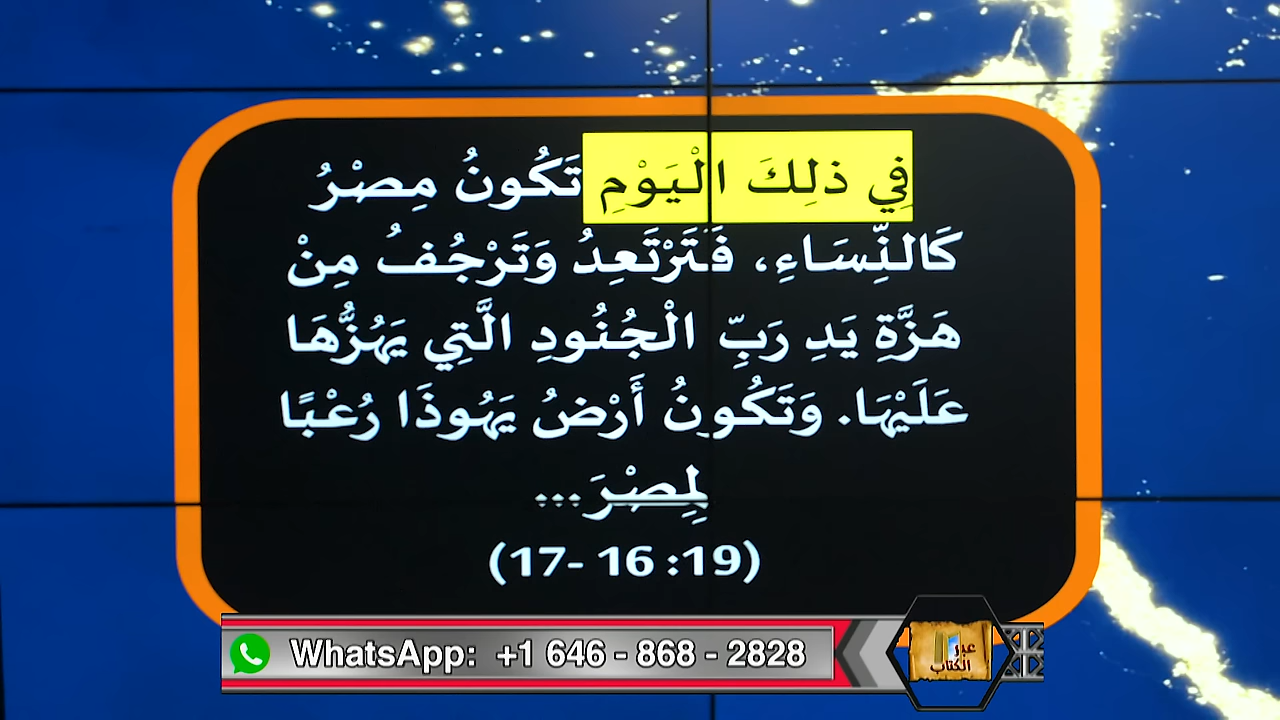 فِي ذلِكَ الْيَوْمِ تَكُونُ مِصْرُ
كَالنِّسَاءِ، فَتَرْتَعِدُ وَتَرْجُفُ مِنْ
هَزَّةِ يَدِ رَبِّ الْجُنُودِ الَّتِي يَهُزُّهَا
عَلَيْهَا. وَتَكُونُ أَرْضُ يَهُوذَا رُعْبًا
لِمِصْرَ...
(19: 16 -17)
WhatsApp: +1 646 - 868 - 2828
عبر
الكتاب